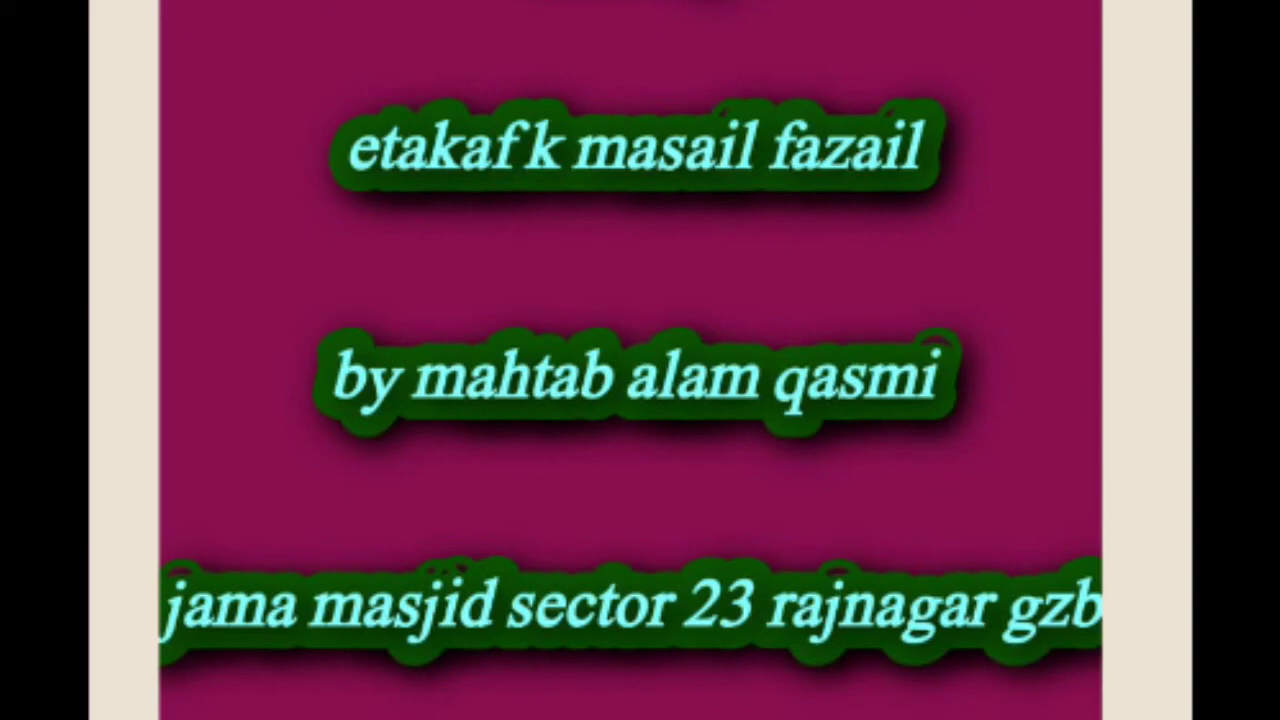 etakaf k masail fazail
by mahtab alam qasmi
jama masjid sector 23 rajnagar gzb